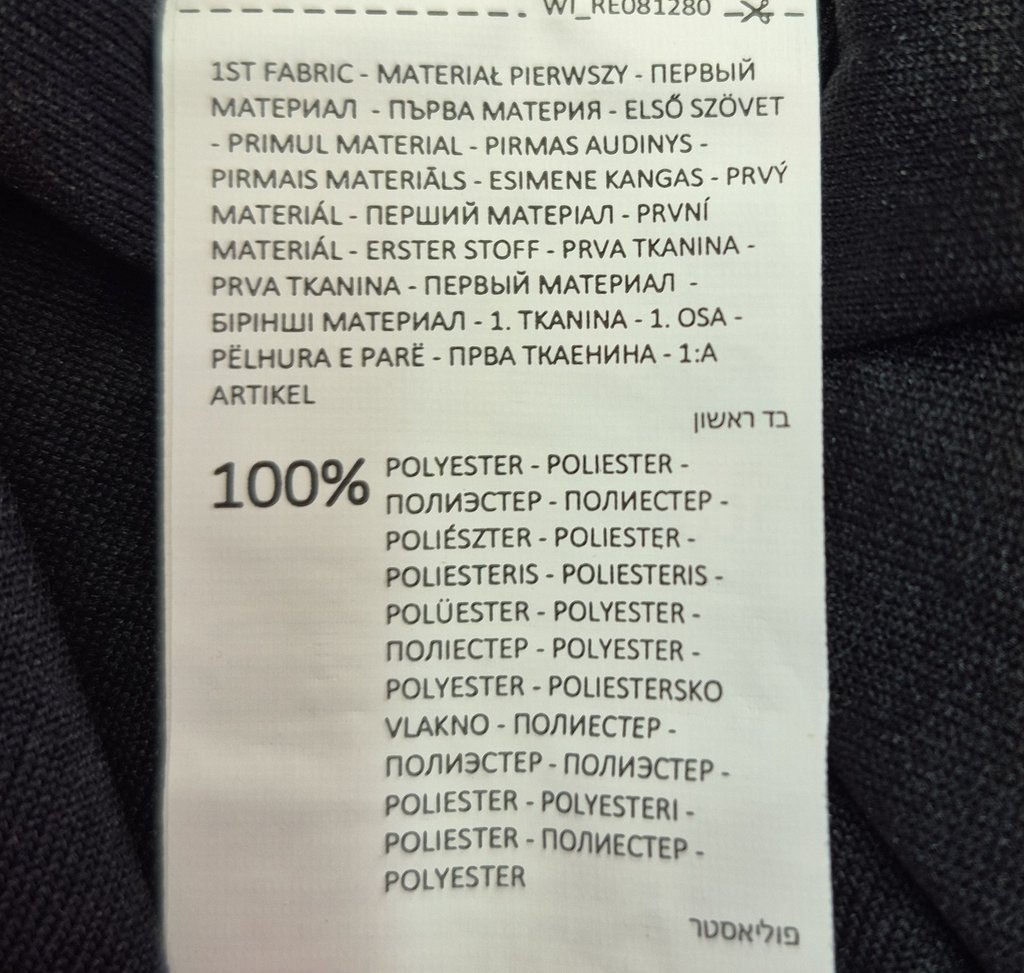 WI_RE081280
1ST FABRIC - MATERIAŁ PIERWSZY - ПЕРВЫЙ
МАТЕРИАЛ - ПЪРВА МАТЕРИЯ - ELSŐ SZÖVET
- PRIMUL MATERIAL - PIRMAS AUDINYS -
PIRMAIS MATERIĀLS - ESIMENE KANGAS - PRVÝ
MATERIÁL - ПЕРШИЙ МАТЕРІАЛ - PRVNÍ
MATERIÁL - ERSTER STOFF - PRVA TKANINA -
PRVA TKANINA - ПЕРВЫЙ МАТЕРИАЛ -
БІРІНШІ МАТЕРИАЛ - 1. TKANINA - 1. OSA -
PËLHURA E PARË - ПРВА ТКАЕНИНА - 1:A
ARTIKEL
בד ראשון
100% POLYESTER - POLIESTER -
ПОЛИЭСТЕР - ПОЛИЕСТЕР -
POLIÉSZTER - POLIESTER -
POLIESTERIS - POLIESTERIS -
POLÜESTER - POLYESTER -
ПОЛІЕСТЕР - POLYESTER -
POLYESTER - POLIESTERSKO
VLAKNO - ПОЛИЕСТЕР -
ПОЛИЭСТЕР - ПОЛИЭСТЕР -
POLIESTER - POLYESTERI -
POLIESTER - ПОЛИЕСТЕР -
POLYESTER
פוליאסטר